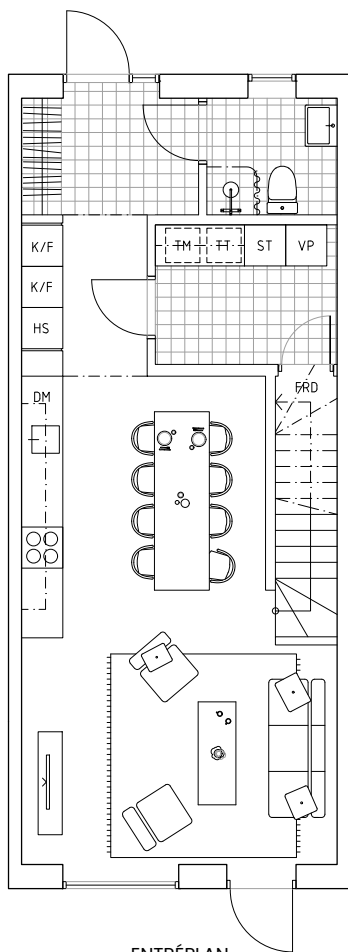 K/F
TM TT ST VP
K/F
HS
DM
FRD
ENTRÉPLAN